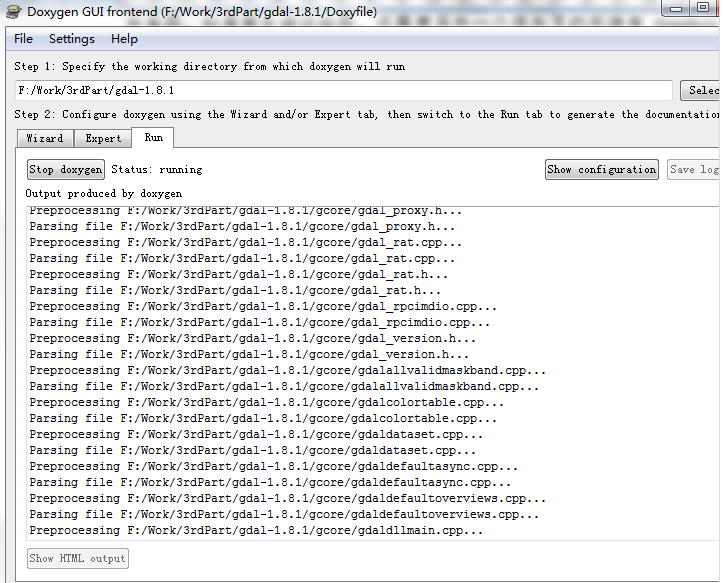 Doxygen GUI frontend (F:/Work/3rdPart/gdal-1.8.1/Doxyfile)
File Settings Help
Step 1: Specify the working directory from which doxygen will run
F:/Work/3rdPart/gdal-1.8.1
Selec
Step 2: Configure doxygen using the Wizard and/or Expert tab, then switch to the Run tab to generate the documentation
Wizard Expert Run
Stop doxygen Status: running Show configuration Save log
Output produced by doxygen
Preprocessing F:/Work/3rdPart/gdal-1.8.1/gcore/gdal_proxy.h...
Parsing file F:/Work/3rdPart/gdal-1.8.1/gcore/gdal_proxy.h...
Preprocessing F:/Work/3rdPart/gdal-1.8.1/gcore/gdal_rat.cpp...
Parsing file F:/Work/3rdPart/gdal-1.8.1/gcore/gdal_rat.cpp...
Preprocessing F:/Work/3rdPart/gdal-1.8.1/gcore/gdal_rat.h...
Parsing file F:/Work/3rdPart/gdal-1.8.1/gcore/gdal_rat.h...
Preprocessing F:/Work/3rdPart/gdal-1.8.1/gcore/gdal_rpcimdio.cpp...
Parsing file F:/Work/3rdPart/gdal-1.8.1/gcore/gdal_rpcimdio.cpp...
Preprocessing F:/Work/3rdPart/gdal-1.8.1/gcore/gdal_version.h...
Parsing file F:/Work/3rdPart/gdal-1.8.1/gcore/gdal_version.h...
Preprocessing F:/Work/3rdPart/gdal-1.8.1/gcore/gdalallvalidmaskband.cpp...
Parsing file F:/Work/3rdPart/gdal-1.8.1/gcore/gdalallvalidmaskband.cpp...
Preprocessing F:/Work/3rdPart/gdal-1.8.1/gcore/gdalcolortable.cpp...
Parsing file F:/Work/3rdPart/gdal-1.8.1/gcore/gdalcolortable.cpp...
Preprocessing F:/Work/3rdPart/gdal-1.8.1/gcore/gdaldataset.cpp...
Parsing file F:/Work/3rdPart/gdal-1.8.1/gcore/gdaldataset.cpp...
Preprocessing F:/Work/3rdPart/gdal-1.8.1/gcore/gdaldefaultasync.cpp...
Parsing file F:/Work/3rdPart/gdal-1.8.1/gcore/gdaldefaultasync.cpp...
Preprocessing F:/Work/3rdPart/gdal-1.8.1/gcore/gdaldefaultoverviews.cpp...
Parsing file F:/Work/3rdPart/gdal-1.8.1/gcore/gdaldefaultoverviews.cpp...
Preprocessing F:/Work/3rdPart/gdal-1.8.1/gcore/gdaldllmain.cpp...
Show HTML output